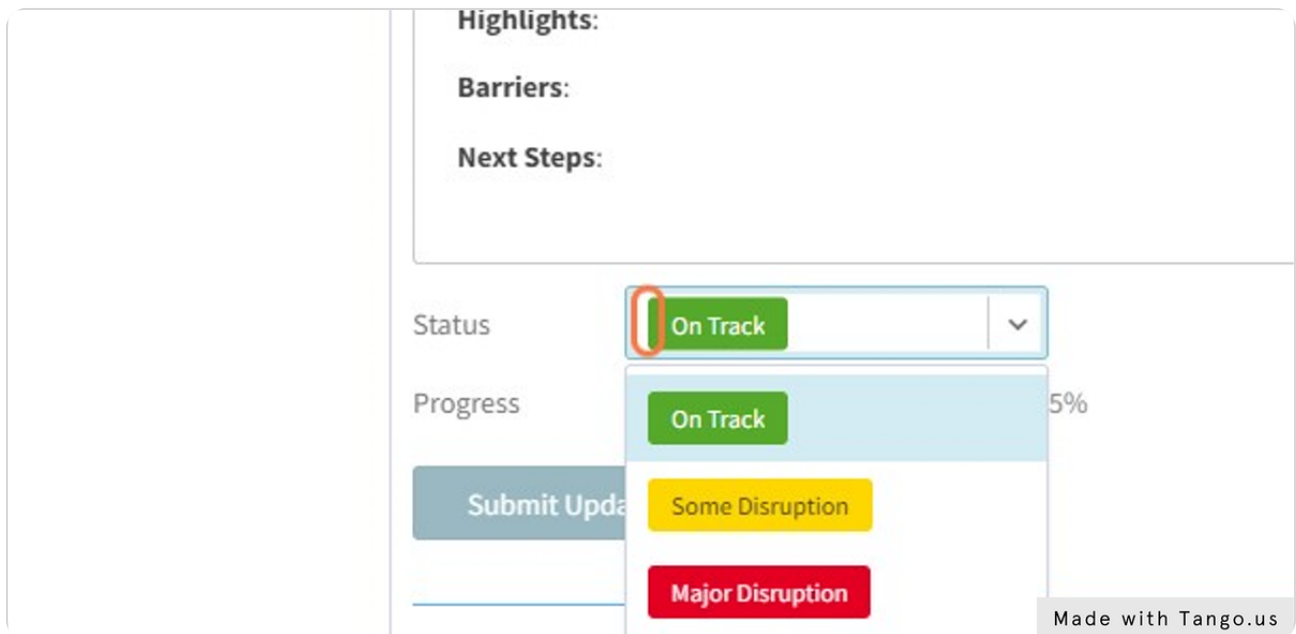 Highlights:
Barriers:
Next Steps:
Status
On Track
Progress
5%
On Track
Submit Upda
Some Disruption
Major Disruption
Made with Tango.us